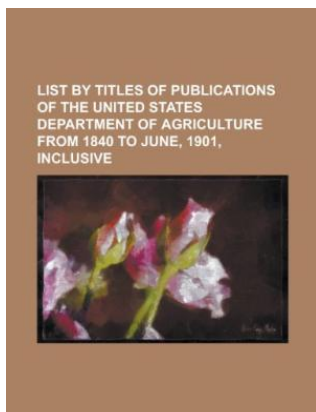 LIST BY TITLES OF PUBLICATIONS
OF THE UNITED STATES
DEPARTMENT OF AGRICULTURE
FROM 1840 TO JUNE, 1901,
INCLUSIVE